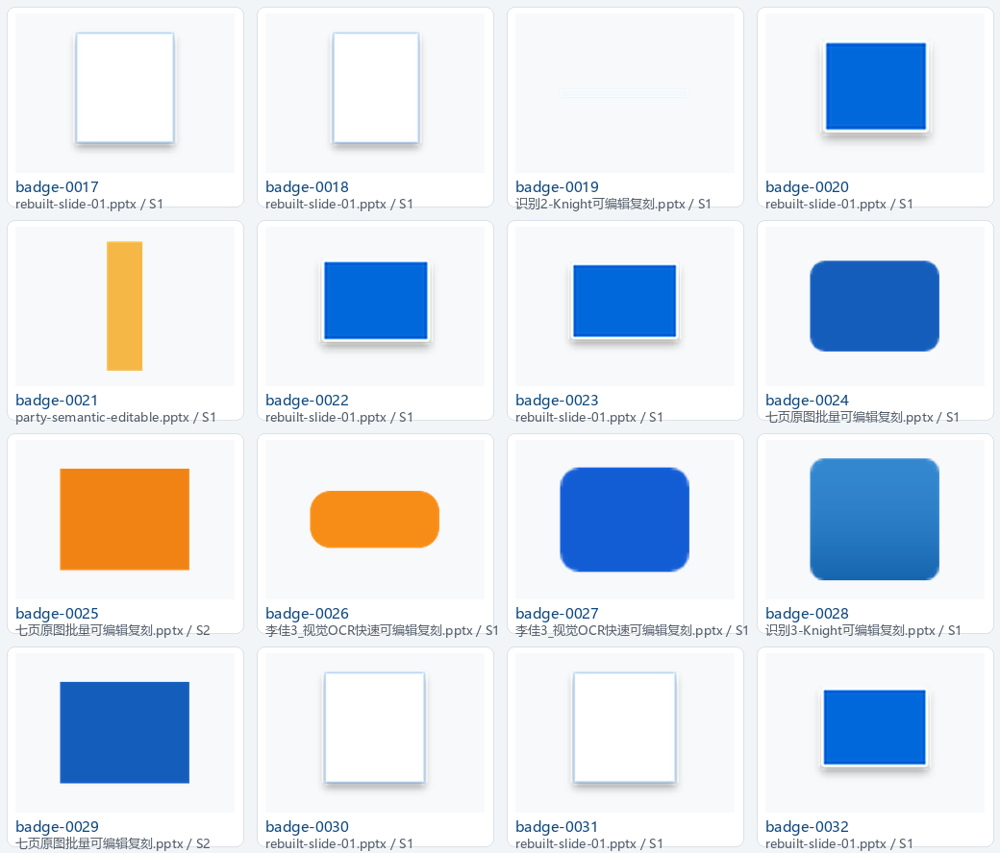 badge-0017
rebuilt-slide-01.pptx / S1
badge-0018
rebuilt-slide-01.pptx / S1
badge-0019
识别2-Knight可编辑复刻.pptx / S1
badge-0020
rebuilt-slide-01.pptx / S1
badge-0021
party-semantic-editable.pptx / S1
badge-0022
rebuilt-slide-01.pptx / S1
badge-0023
rebuilt-slide-01.pptx / S1
badge-0024
七页原图批量可编辑复刻.pptx / S1
badge-0025
七页原图批量可编辑复刻.pptx / S2
badge-0026
李佳3_视觉OCR快速可编辑复刻.pptx / S1
badge-0027
李佳3_视觉OCR快速可编辑复刻.pptx / S1
badge-0028
识别3-Knight可编辑复刻.pptx / S1
badge-0029
七页原图批量可编辑复刻.pptx / S2
badge-0030
rebuilt-slide-01.pptx / S1
badge-0031
rebuilt-slide-01.pptx / S1
badge-0032
rebuilt-slide-01.pptx / S1